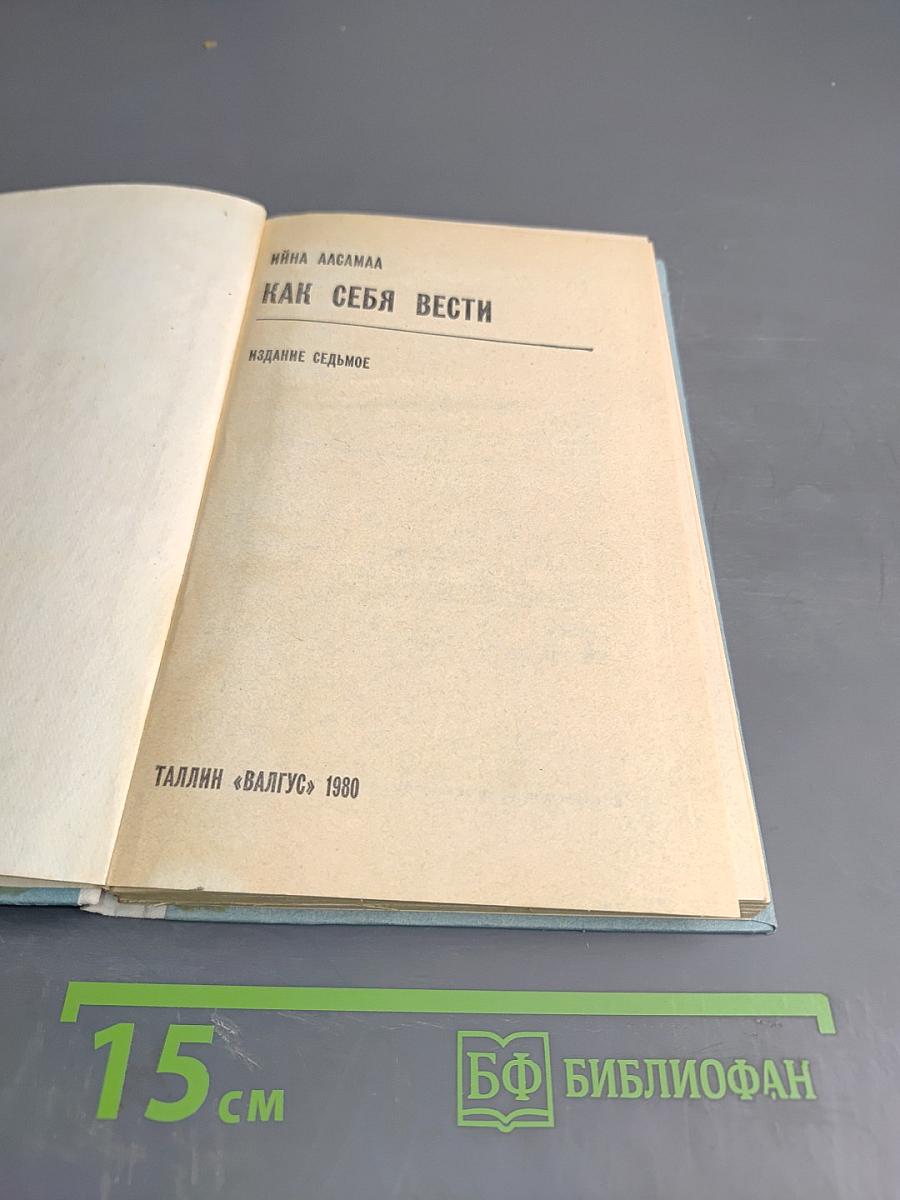 ИЙНА ААСАМАА
КАК СЕБЯ ВЕСТИ
ИЗДАНИЕ СЕДЬМОЕ
ТАЛЛИН «ВАЛГУС» 1980
15 см
БФ БИБЛИОФАН